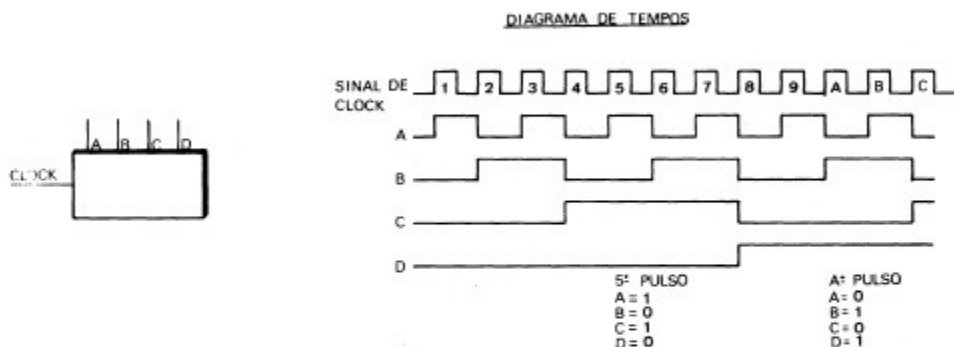 DIAGRAMA DE TEMPOS
SINAL DE CLOCK
1 2 3 4 5 6 7 8 9 A B C
A
B
C
D
A B C D
CLOCK
5º PULSO
A = 1
B = 0
C = 1
D = 0
Aº PULSO
A = 0
B = 1
C = 0
D = 1